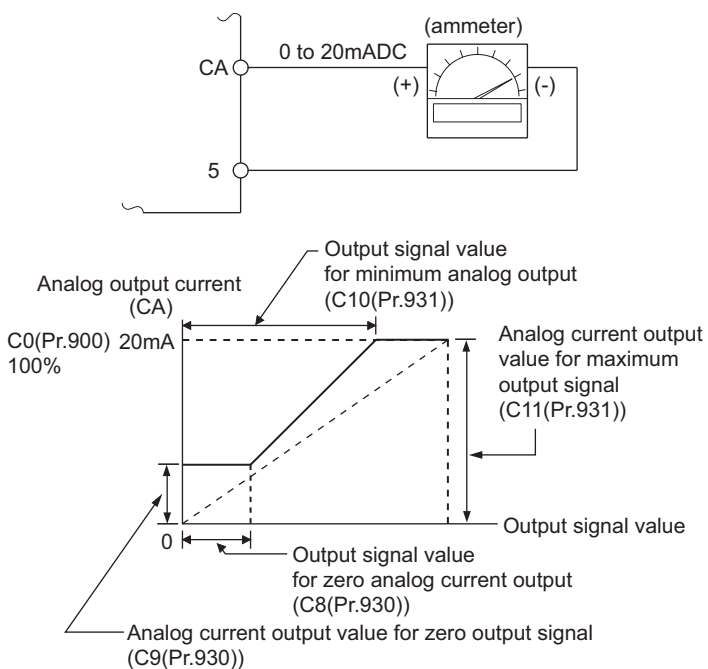 (ammeter)
0 to 20mADC
CA
(+)
(-)
5
Output signal value
for minimum analog output
(C10(Pr.931))
Analog output current
(CA)
C0(Pr.900) 20mA
100%
Analog current output
value for maximum
output signal
(C11(Pr.931))
Output signal value
0
Output signal value
for zero analog current output
(C8(Pr.930))
Analog current output value for zero output signal
(C9(Pr.930))